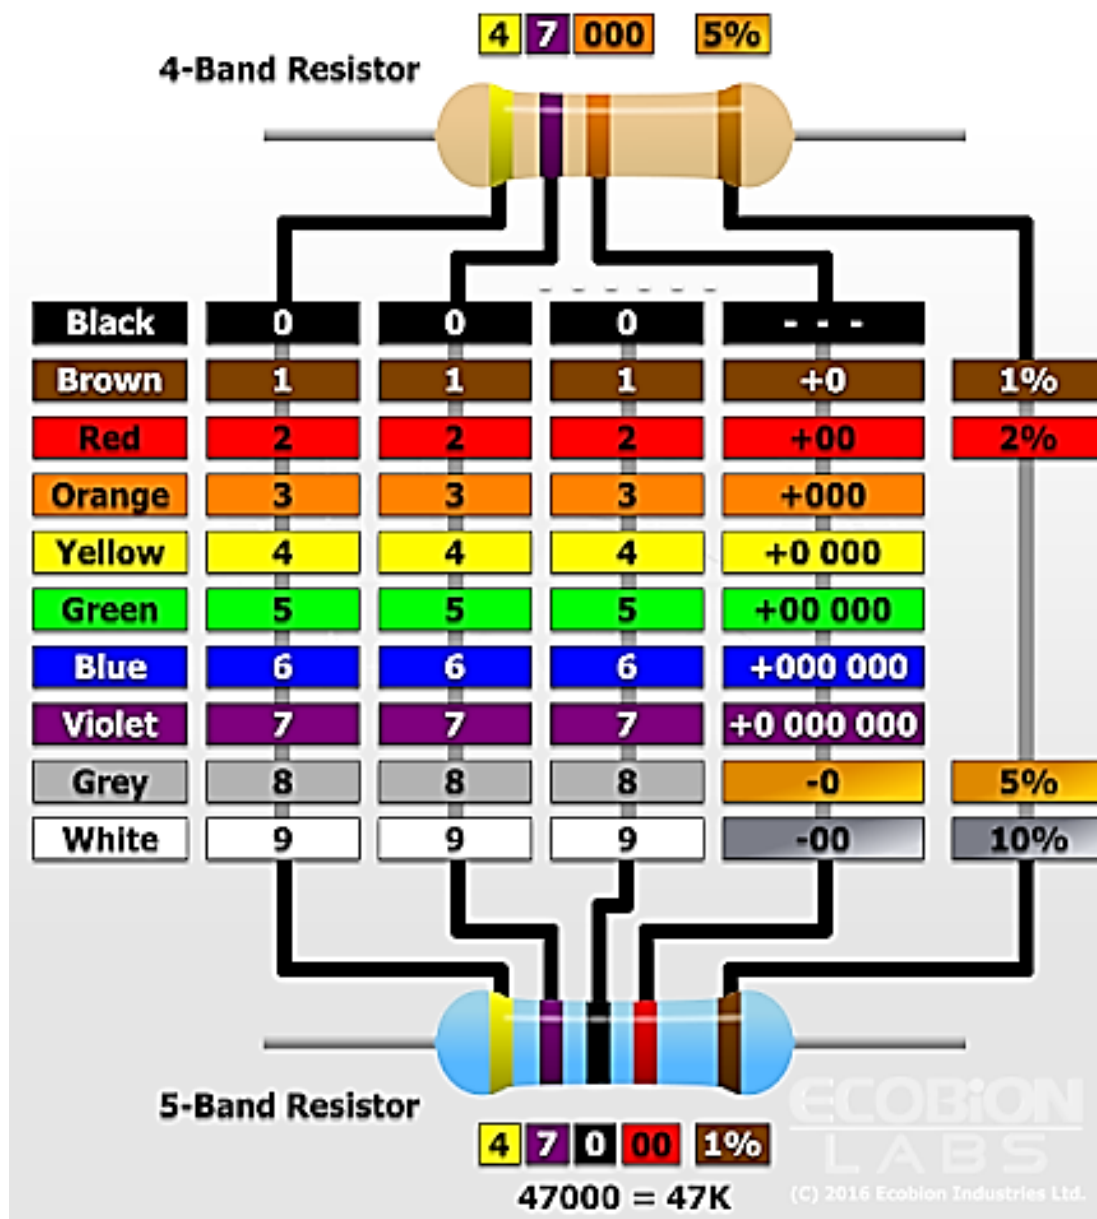 4 7 000 5%
4-Band Resistor
Black 0 0 0 - - -
Brown 1 1 1 +0 1%
Red 2 2 2 +00 2%
Orange 3 3 3 +000
Yellow 4 4 4 +0 000
Green 5 5 5 +00 000
Blue 6 6 6 +000 000
Violet 7 7 7 +0 000 000
Grey 8 8 8 -0 5%
White 9 9 9 -00 10%
5-Band Resistor
4 7 0 00 1%
47000 = 47K
ECOBiON
LABS
(C) 2016 Ecobion Industries Ltd.